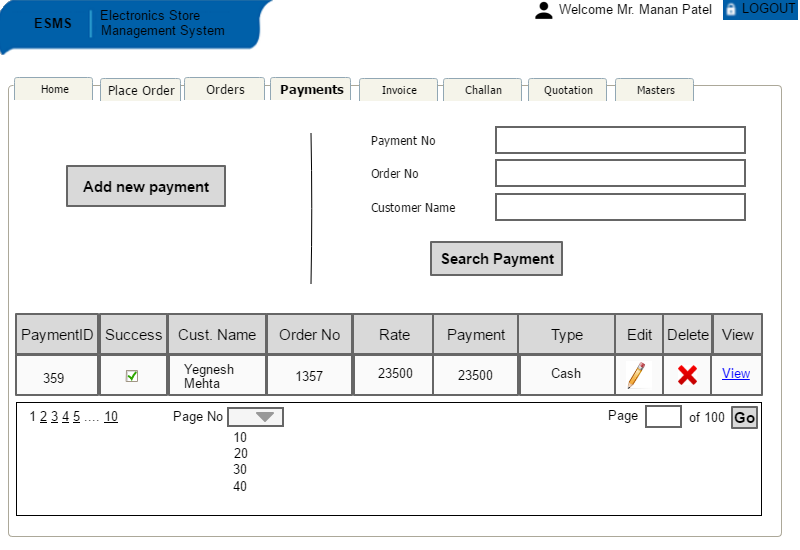 ESMS
Electronics Store
Management System
Welcome Mr. Manan Patel
LOGOUT
Home
Place Order
Orders
Payments
Invoice
Challan
Quotation
Masters
Add new payment
Payment No
Order No
Customer Name
Search Payment
PaymentID Success Cust. Name Order No Rate Payment Type Edit Delete View
359 Yegnesh Mehta 1357 23500 23500 Cash View
1 2 3 4 5 .... 10
Page No
10
20
30
40
Page of 100 Go